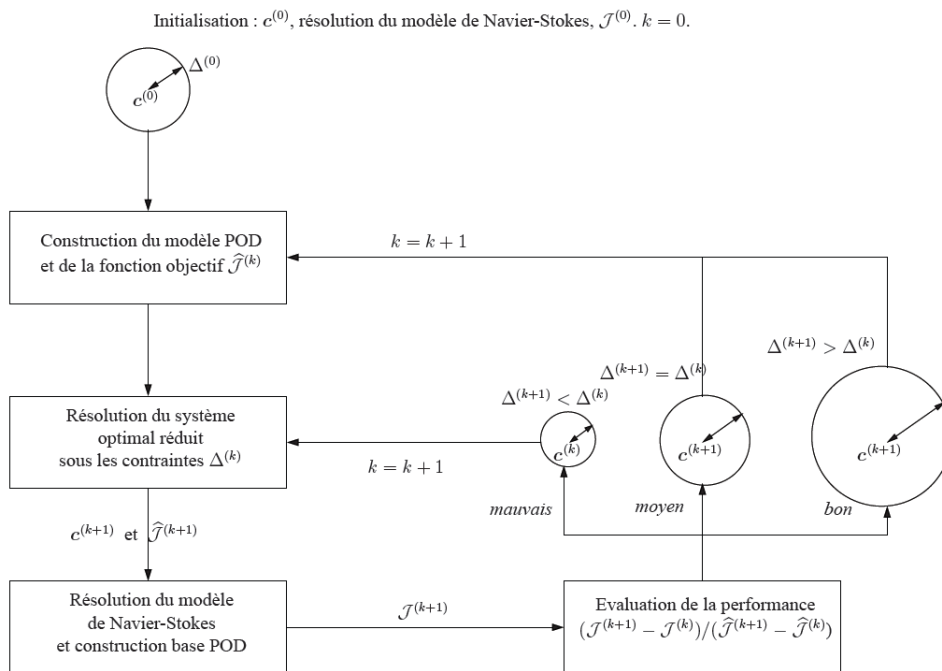 Initialisation : c^(0), résolution du modèle de Navier-Stokes, 𝒥^(0). k = 0.
Δ^(0)
c^(0)
Construction du modèle POD
et de la fonction objectif 𝒥̂^(k)
k = k + 1
Δ^(k+1) > Δ^(k)
Δ^(k+1) = Δ^(k)
Δ^(k+1) < Δ^(k)
Résolution du système
optimal réduit
sous les contraintes Δ^(k)
k = k + 1
c^(k)
c^(k+1)
c^(k+1)
mauvais
moyen
bon
c^(k+1) et 𝒥̂^(k+1)
Résolution du modèle
de Navier-Stokes
et construction base POD
𝒥^(k+1)
Evaluation de la performance
(𝒥^(k+1) − 𝒥^(k))/(𝒥̂^(k+1) − 𝒥̂^(k))